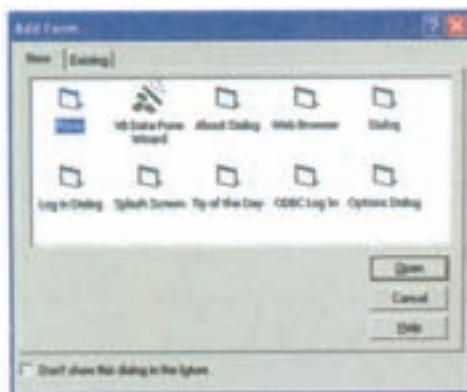 Add Form
New Existing
Form VB Data Form Wizard About Dialog Web Browser Dialog
Log in Dialog Splash Screen Tip of the Day ODBC Log In Options Dialog
Open
Cancel
Help
Don't show this dialog in the future